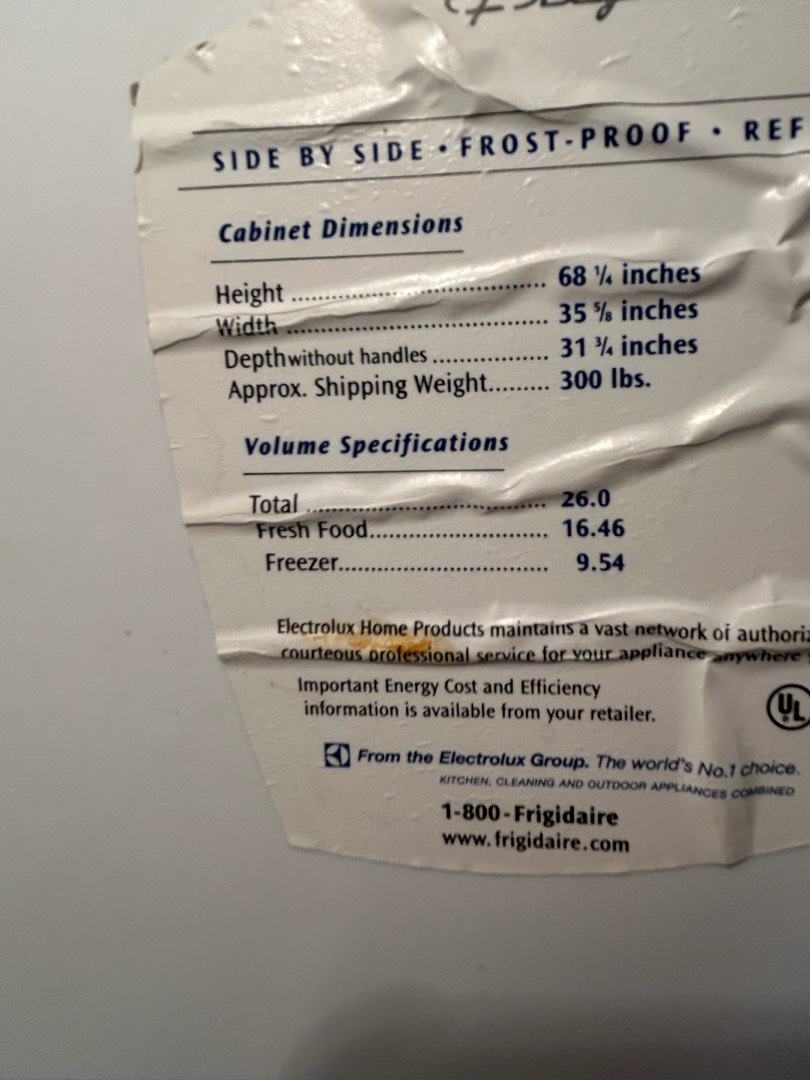 SIDE BY SIDE • FROST-PROOF • REF
Cabinet Dimensions
Height .......................................... 68 ¼ inches
Width .......................................... 35 ⅝ inches
Depth without handles ................. 31 ¾ inches
Approx. Shipping Weight......... 300 lbs.
Volume Specifications
Total ........................................ 26.0
Fresh Food.............................. 16.46
Freezer................................... 9.54
Electrolux Home Products maintains a vast network of authoriz
courteous professional service for your appliance anywhere
Important Energy Cost and Efficiency
information is available from your retailer.
UL
From the Electrolux Group. The world's No.1 choice.
KITCHEN, CLEANING AND OUTDOOR APPLIANCES COMBINED
1-800-Frigidaire
www.frigidaire.com